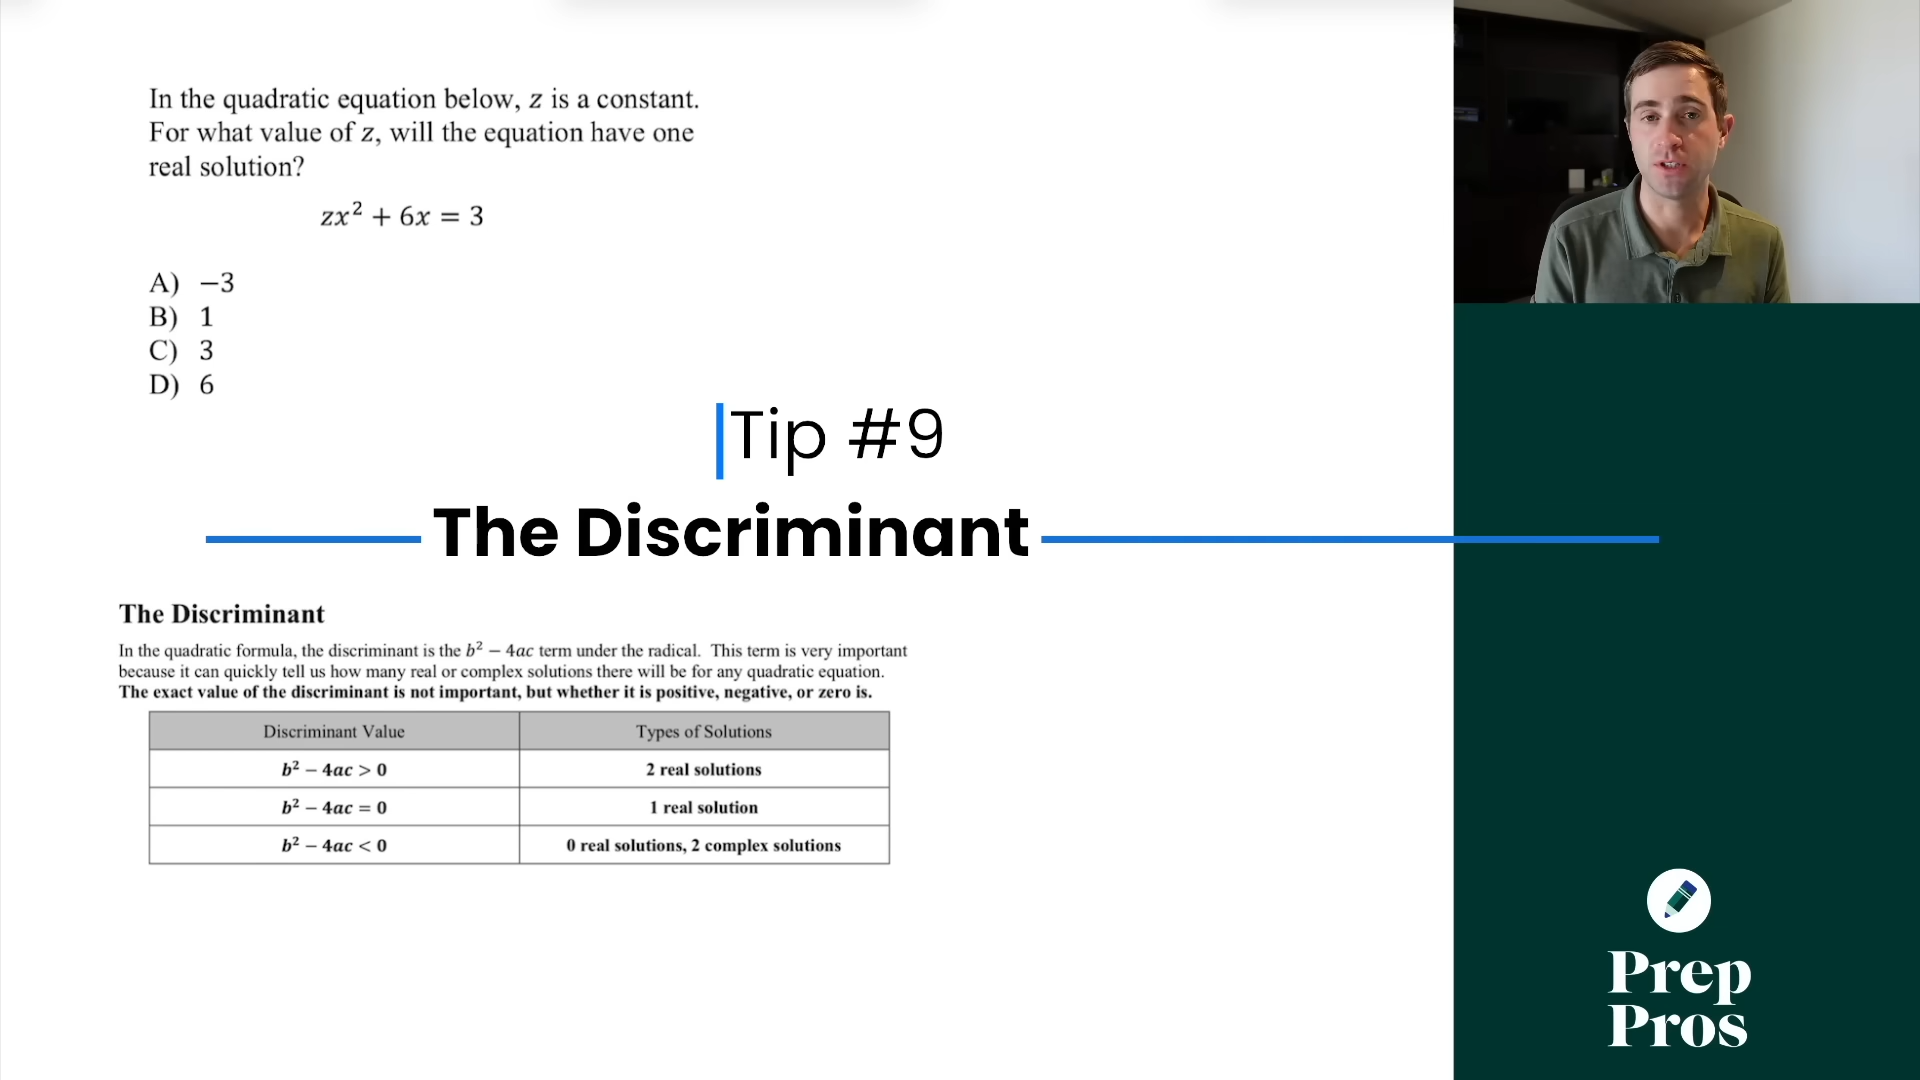 In the quadratic equation below, z is a constant.
For what value of z, will the equation have one
real solution?
zx² + 6x = 3
A) −3
B) 1
C) 3
D) 6
Tip #9
The Discriminant
The Discriminant
In the quadratic formula, the discriminant is the b² − 4ac term under the radical. This term is very important
because it can quickly tell us how many real or complex solutions there will be for any quadratic equation.
The exact value of the discriminant is not important, but whether it is positive, negative, or zero is.
Discriminant Value Types of Solutions
b² − 4ac > 0 2 real solutions
b² − 4ac = 0 1 real solution
b² − 4ac < 0 0 real solutions, 2 complex solutions
Prep
Pros